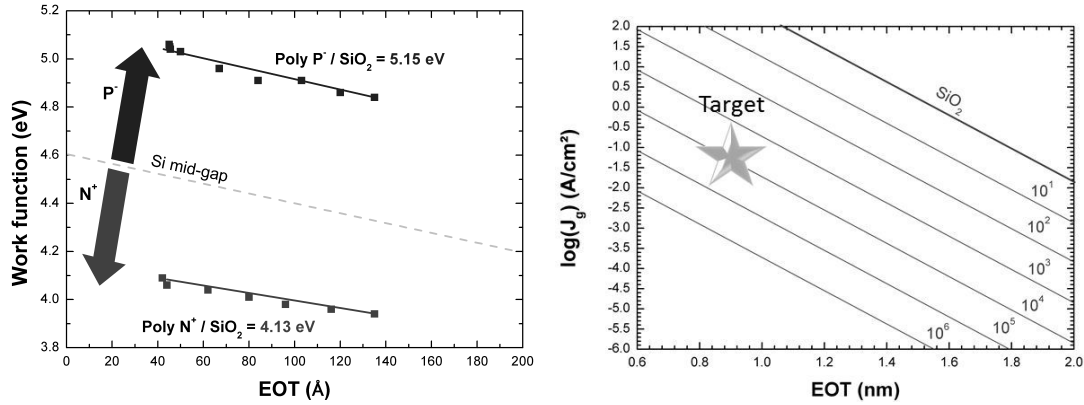 5.2
5.0
4.8
4.6
4.4
4.2
4.0
3.8
Work function (eV)
P⁻
N⁺
Poly P⁻ / SiO₂ = 5.15 eV
Si mid-gap
Poly N⁺ / SiO₂ = 4.13 eV
0 20 40 60 80 100 120 140 160 180 200
EOT (Å)
2.0
1.5
1.0
0.5
0.0
-0.5
-1.0
-1.5
-2.0
-2.5
-3.0
-3.5
-4.0
-4.5
-5.0
-5.5
-6.0
log(J_g) (A/cm²)
Target
SiO₂
10¹
10²
10³
10⁴
10⁵
10⁶
0.6 0.8 1.0 1.2 1.4 1.6 1.8 2.0
EOT (nm)